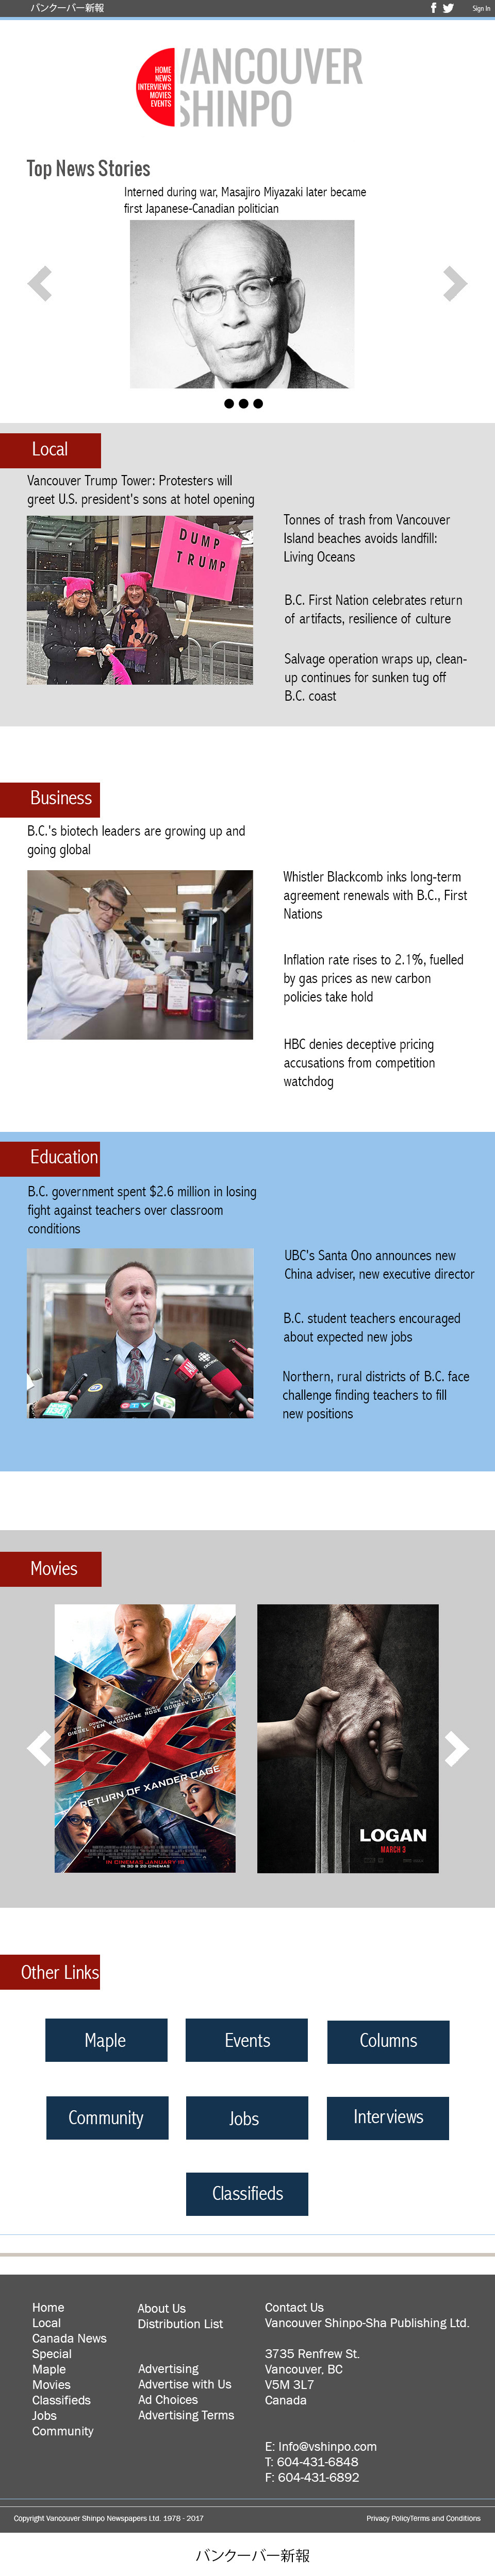 バンクーバー新報
Sign In
HOME
NEWS
INTERVIEWS
MOVIES
EVENTS
VANCOUVER
SHINPO
Top News Stories
Interned during war, Masajiro Miyazaki later became
first Japanese-Canadian politician
Local
Vancouver Trump Tower: Protesters will
greet U.S. president's sons at hotel opening
DUMP
TRUMP
Tonnes of trash from Vancouver
Island beaches avoids landfill:
Living Oceans
B.C. First Nation celebrates return
of artifacts, resilience of culture
Salvage operation wraps up, clean-
up continues for sunken tug off
B.C. coast
Business
B.C.'s biotech leaders are growing up and
going global
Whistler Blackcomb inks long-term
agreement renewals with B.C., First
Nations
Inflation rate rises to 2.1%, fuelled
by gas prices as new carbon
policies take hold
HBC denies deceptive pricing
accusations from competition
watchdog
Education
B.C. government spent $2.6 million in losing
fight against teachers over classroom
conditions
UBC's Santa Ono announces new
China adviser, new executive director
B.C. student teachers encouraged
about expected new jobs
Northern, rural districts of B.C. face
challenge finding teachers to fill
new positions
Movies
RETURN OF XANDER CAGE
IN CINEMAS JANUARY 19
LOGAN
MARCH 3
Other Links
Maple
Events
Columns
Community
Jobs
Interviews
Classifieds
Home
Local
Canada News
Special
Maple
Movies
Classifieds
Jobs
Community
About Us
Distribution List
Advertising
Advertise with Us
Ad Choices
Advertising Terms
Contact Us
Vancouver Shinpo-Sha Publishing Ltd.
3735 Renfrew St.
Vancouver, BC
V5M 3L7
Canada
E: Info@vshinpo.com
T: 604-431-6848
F: 604-431-6892
Copyright Vancouver Shinpo Newspapers Ltd. 1978 - 2017
Privacy PolicyTerms and Conditions
バンクーバー新報